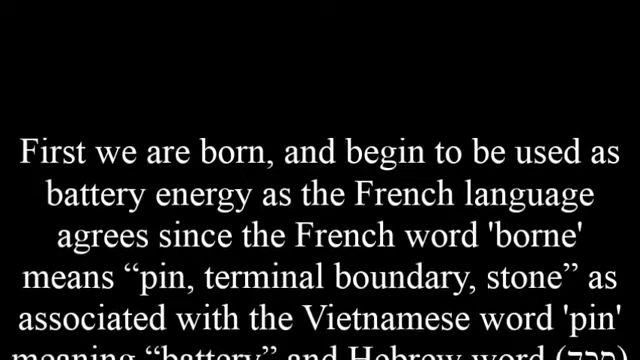 First we are born, and begin to be used as
battery energy as the French language
agrees since the French word 'borne'
means “pin, terminal boundary, stone” as
associated with the Vietnamese word 'pin'
meaning “battery” and Hebrew word